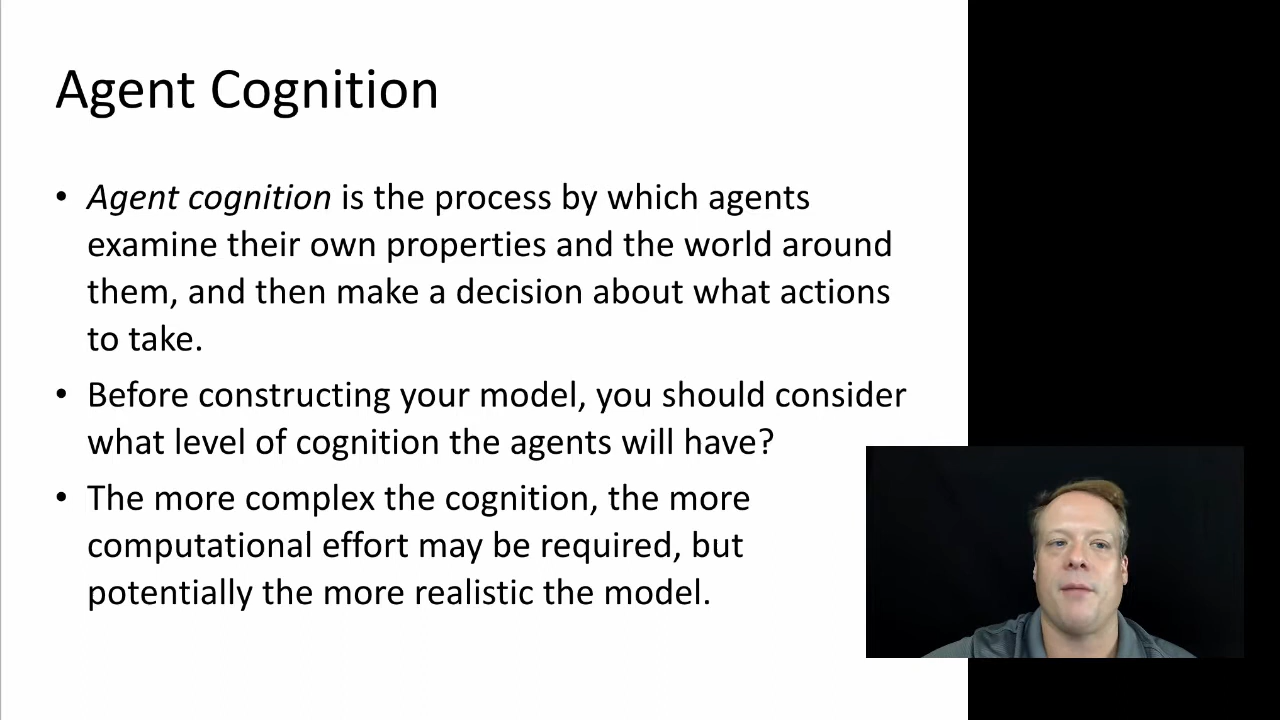 Agent Cognition
• Agent cognition is the process by which agents
examine their own properties and the world around
them, and then make a decision about what actions
to take.
• Before constructing your model, you should consider
what level of cognition the agents will have?
• The more complex the cognition, the more
computational effort may be required, but
potentially the more realistic the model.